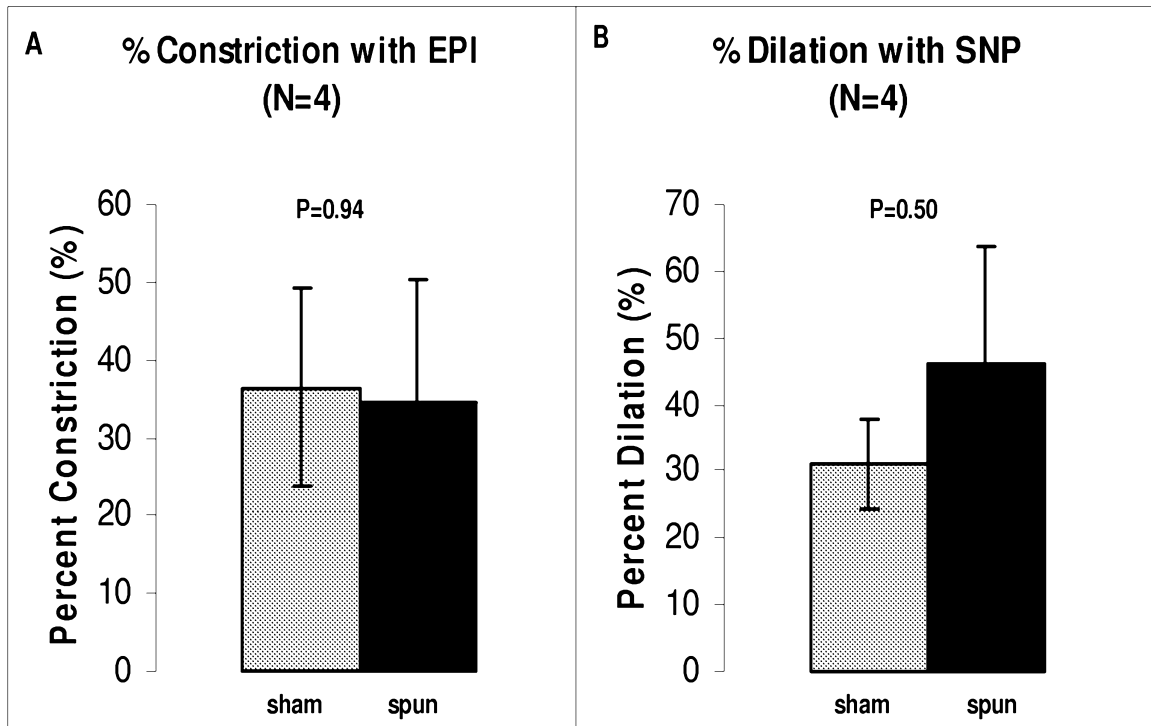 A
% Constriction with EPI
(N=4)
P=0.94
Percent Constriction (%)
60
50
40
30
20
10
0
sham spun
B
% Dilation with SNP
(N=4)
P=0.50
Percent Dilation (%)
70
60
50
40
30
20
10
0
sham spun